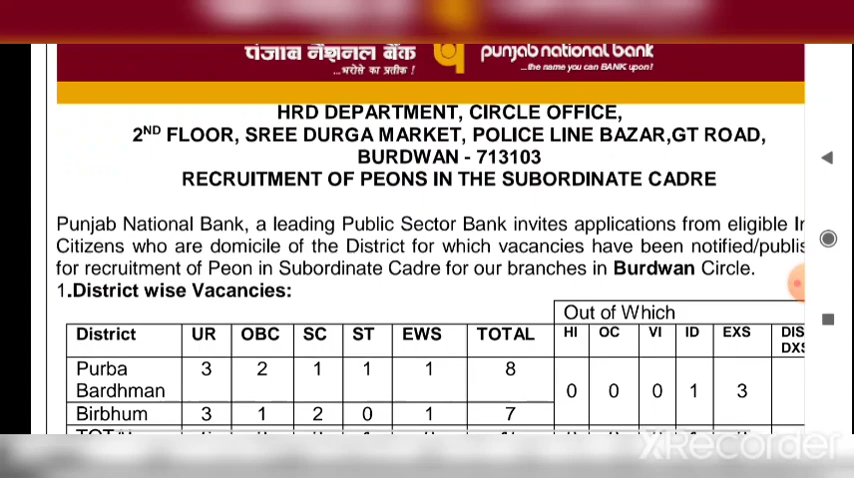 पंजाब नैशनल बैंक punjab national bank
...भरोसे का प्रतीक ! ...the name you can BANK upon!
HRD DEPARTMENT, CIRCLE OFFICE,
2ND FLOOR, SREE DURGA MARKET, POLICE LINE BAZAR,GT ROAD,
BURDWAN - 713103
RECRUITMENT OF PEONS IN THE SUBORDINATE CADRE
Punjab National Bank, a leading Public Sector Bank invites applications from eligible In
Citizens who are domicile of the District for which vacancies have been notified/publis
for recruitment of Peon in Subordinate Cadre for our branches in Burdwan Circle.
1.District wise Vacancies:
Out of Which
District UR OBC SC ST EWS TOTAL HI OC VI ID EXS DIS
DXS
Purba Bardhman 3 2 1 1 1 8 0 0 0 1 3
Birbhum 3 1 2 0 1 7
XRecorder